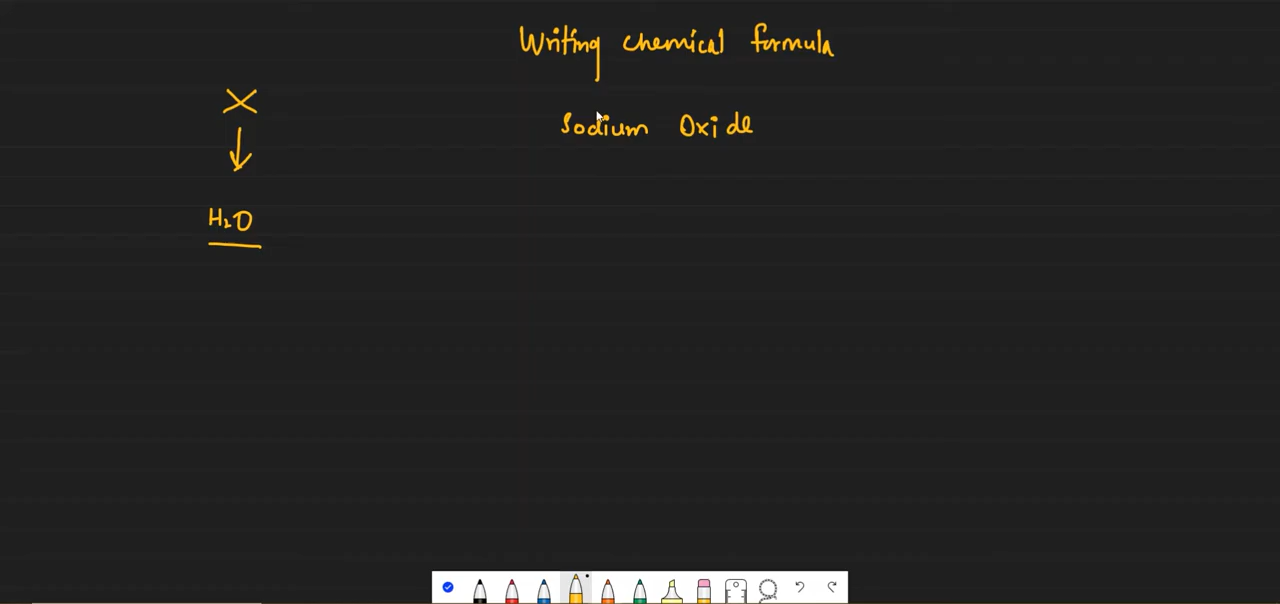 Writing chemical formula
Sodium Oxide
X
H₂O